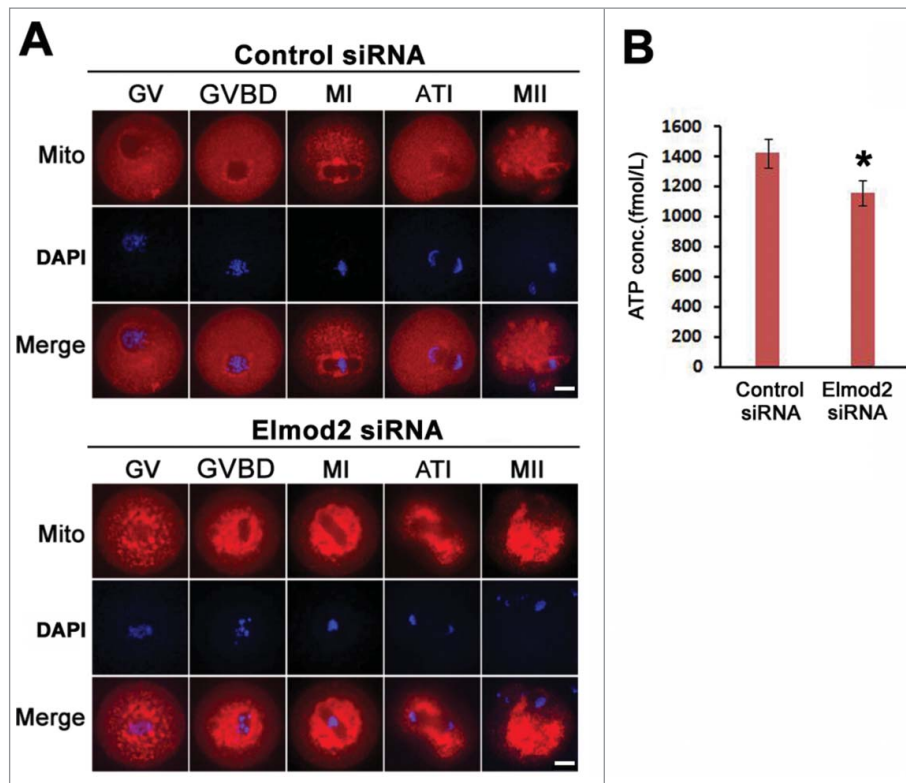 A
Control siRNA
GV GVBD MI ATI MII
Mito
DAPI
Merge
Elmod2 siRNA
GV GVBD MI ATI MII
Mito
DAPI
Merge
B
ATP conc.(fmol/L)
1600
1400
1200
1000
800
600
400
200
0
*
Control siRNA
Elmod2 siRNA